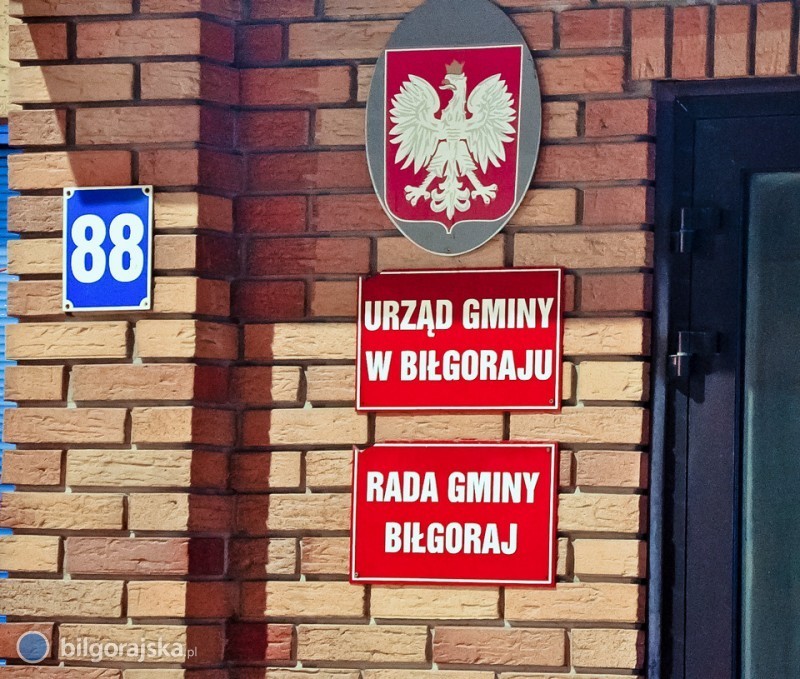 88
URZĄD GMINY
W BIŁGORAJU
RADA GMINY
BIŁGORAJ
bilgorajska.pl